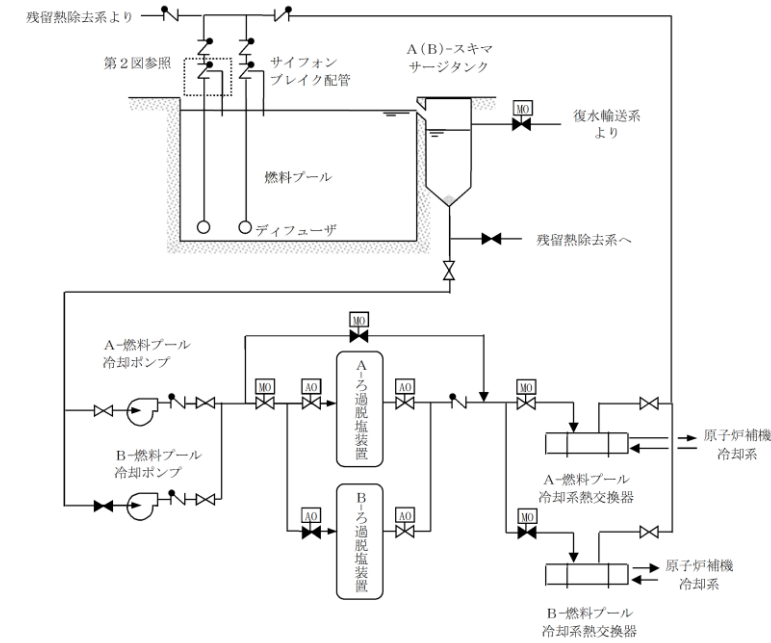 残留熱除去系より
第2図参照
サイフォン
ブレイク配管
A(B)-スキマ
サージタンク
MO
復水輸送系
より
燃料プール
ディフューザ
残留熱除去系へ
MO
A-燃料プール
冷却ポンプ
MO
AO
A-ろ過脱塩装置
AO
MO
原子炉補機
冷却系
B-燃料プール
冷却ポンプ
A-燃料プール
冷却系熱交換器
AO
B-ろ過脱塩装置
AO
MO
原子炉補機
冷却系
B-燃料プール
冷却系熱交換器